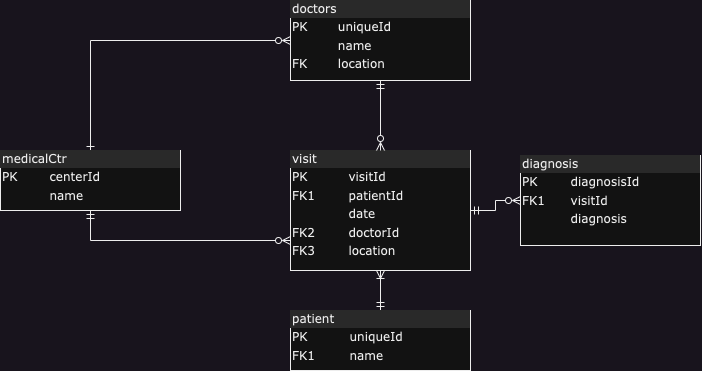 doctors
PK uniqueId
name
FK location
medicalCtr
PK centerId
name
visit
PK visitId
FK1 patientId
date
FK2 doctorId
FK3 location
diagnosis
PK diagnosisId
FK1 visitId
diagnosis
patient
PK uniqueId
FK1 name